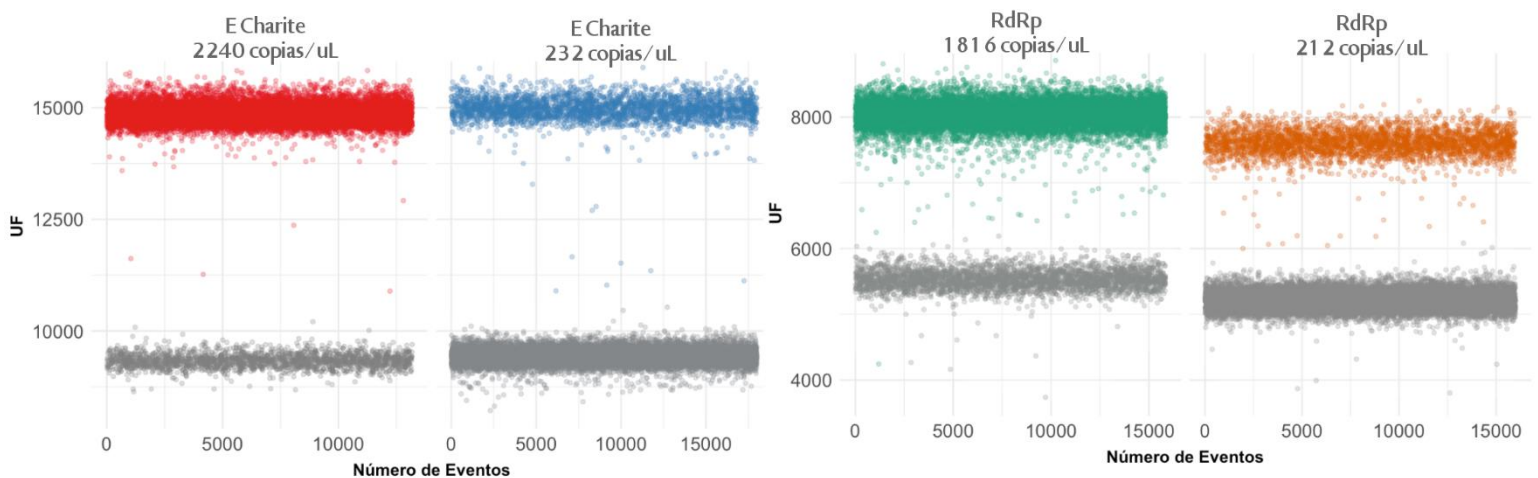 E Charite
2240 copias/uL
E Charite
232 copias/uL
RdRp
1816 copias/uL
RdRp
212 copias/uL
UF
15000
12500
10000
0
5000
10000
0
5000
10000
15000
Número de Eventos
UF
8000
6000
4000
0
5000
10000
15000
0
5000
10000
15000
Número de Eventos